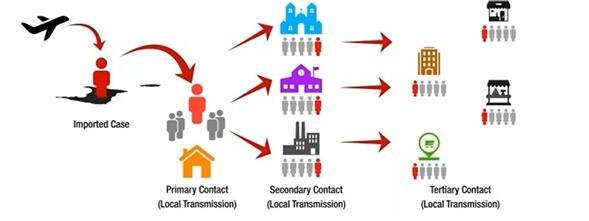 Imported Case
Primary Contact
(Local Transmission)
Secondary Contact
(Local Transmission)
Tertiary Contact
(Local Transmission)